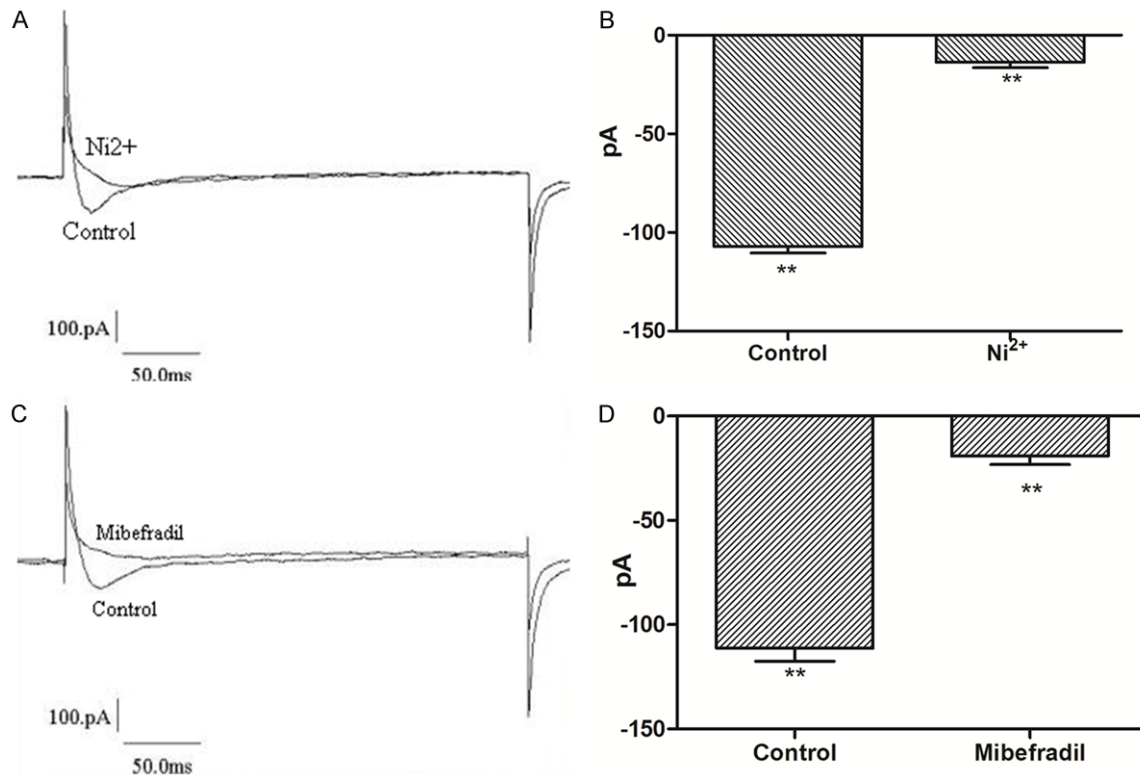 A
Ni2+
Control
100.pA
50.0ms
B
0
-50
-100
-150
pA
**
**
Control
Ni²⁺
C
Mibefradil
Control
100.pA
50.0ms
D
0
-50
-100
-150
pA
**
**
Control
Mibefradil